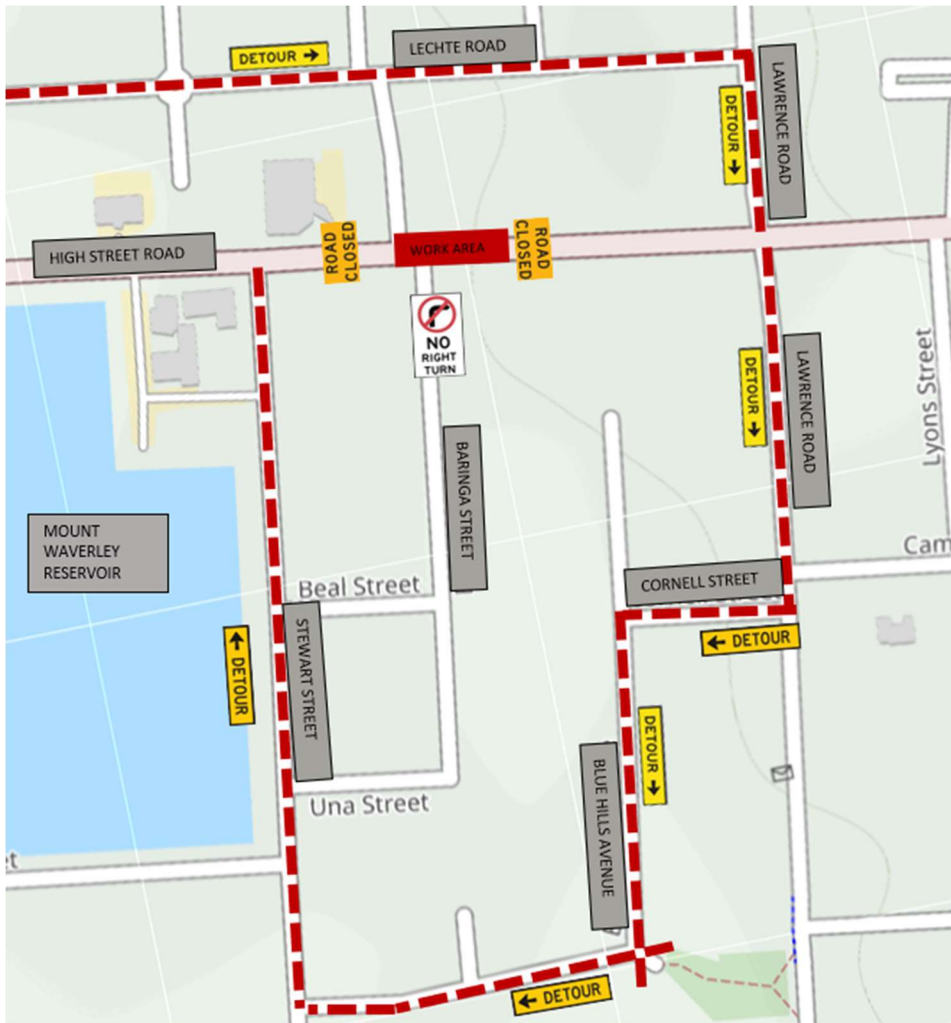 DETOUR →
LECHTE ROAD
LAWRENCE ROAD
DETOUR →
HIGH STREET ROAD
ROAD
CLOSED
WORK AREA
ROAD
CLOSED
NO
RIGHT
TURN
DETOUR →
LAWRENCE ROAD
Lyons Street
BARINGA STREET
MOUNT
WAVERLEY
RESERVOIR
Cam
Beal Street
CORNELL STREET
← DETOUR
STEWART STREET
← DETOUR
DETOUR →
BLUE HILLS AVENUE
Una Street
et
← DETOUR